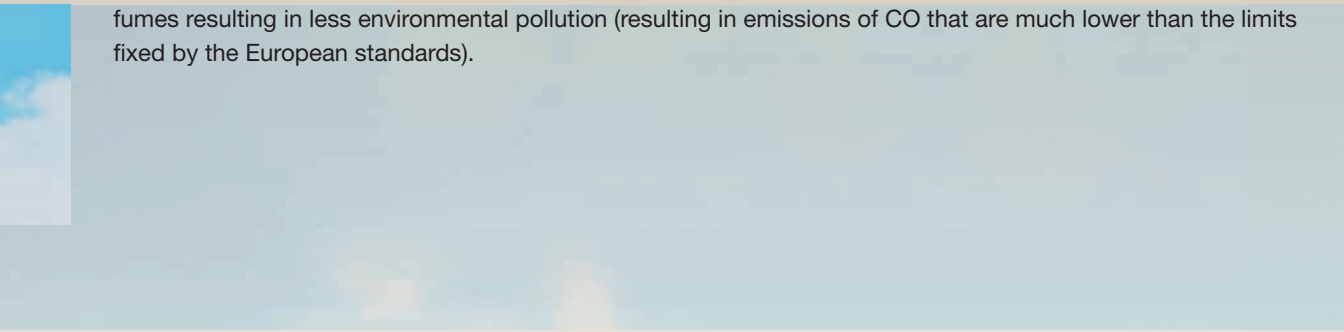 fumes resulting in less environmental pollution (resulting in emissions of CO that are much lower than the limits
fixed by the European standards).